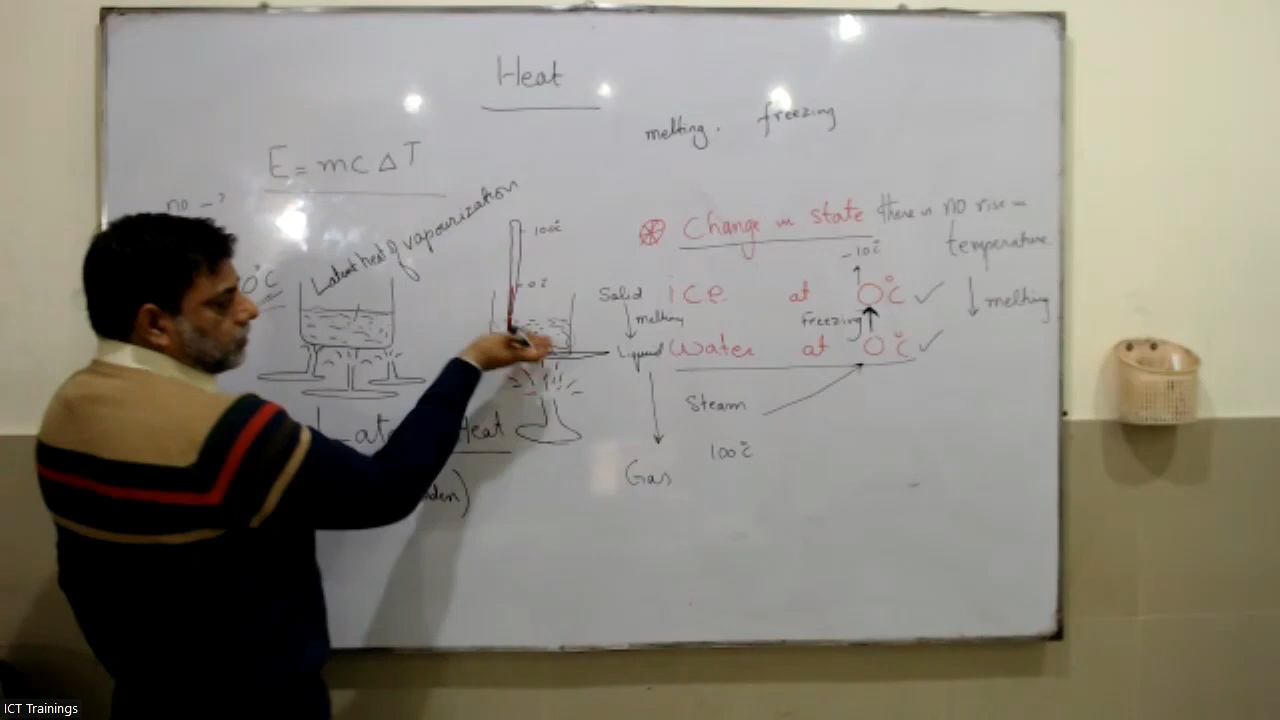 Heat
melting. freezing
E = mc Δ T
no - ?
Latent heat of vapourization
100°C
0°C
Change in state there is no rise in
temperature
-10°C
Solid ice at 0°C
melting
freezing
melting
Liquid Water at 0°C
Steam
100°C
Gas
Heat
ICT Trainings